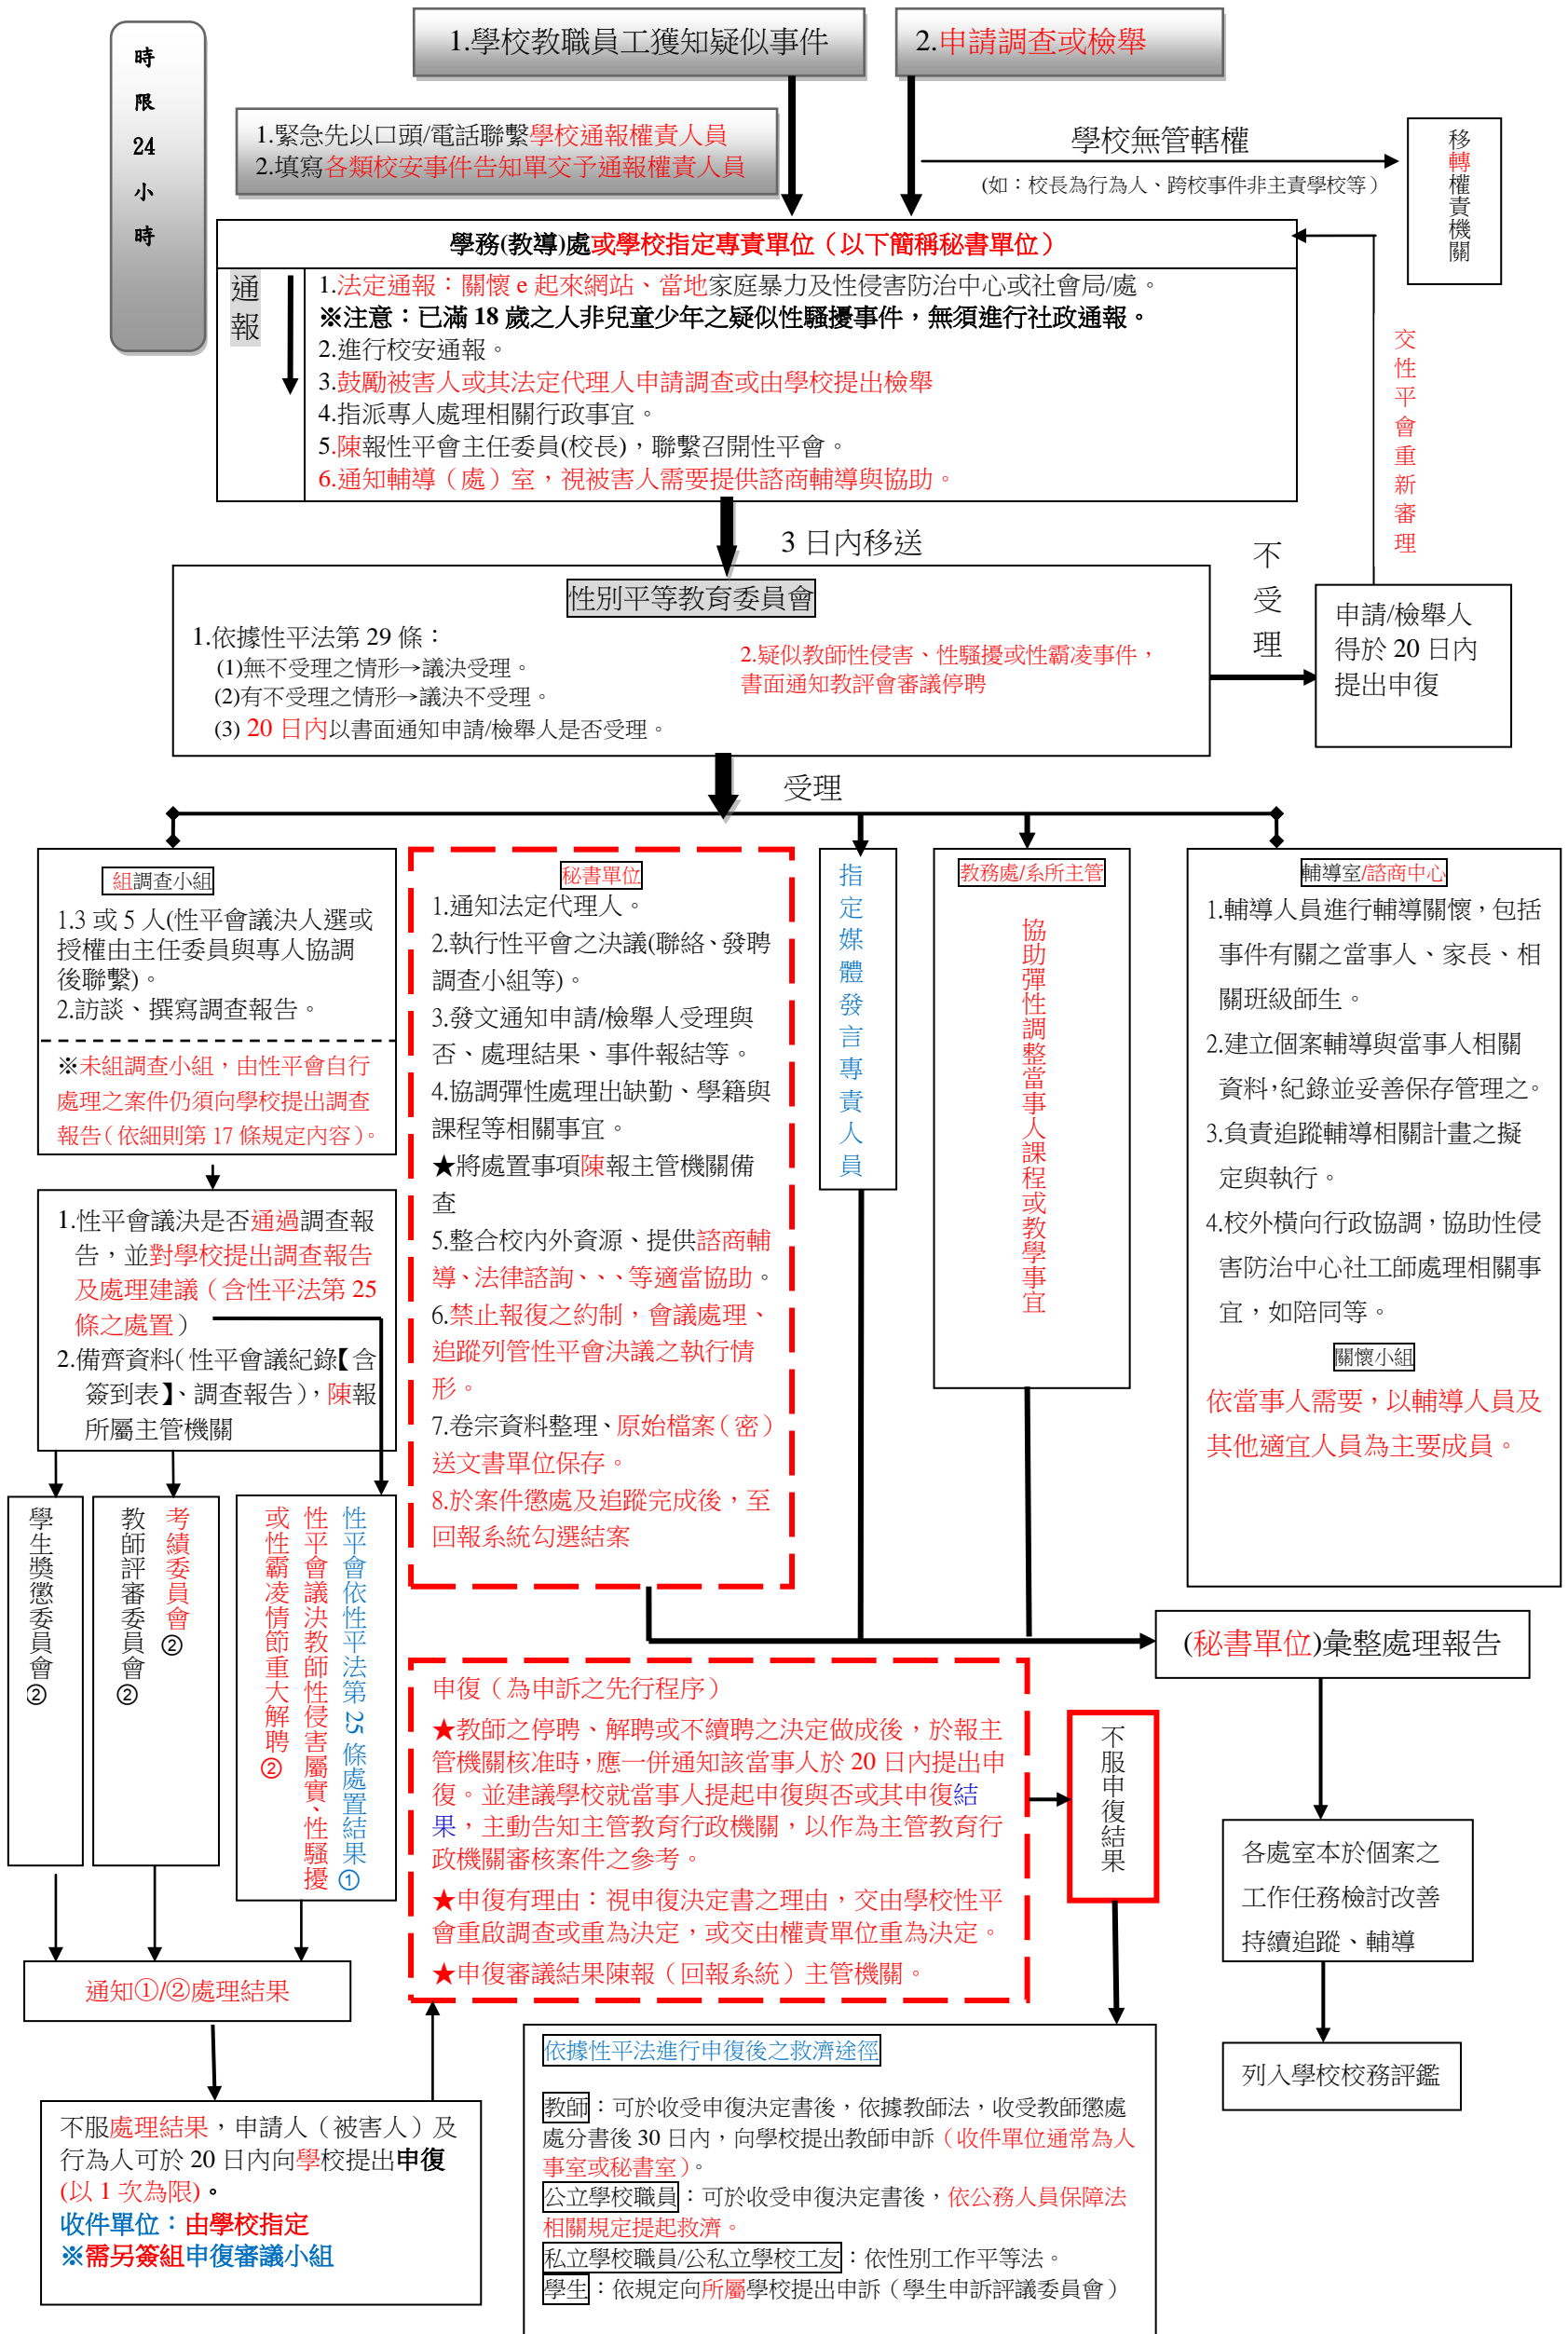 時
限
24
小
時
1.學校教職員工獲知疑似事件
2.申請調查或檢舉
1.緊急先以口頭/電話聯繫學校通報權責人員
2.填寫各類校安事件告知單交予通報權責人員
學校無管轄權
(如：校長為行為人、跨校事件非主責學校等)
移轉權責機關
學務(教導)處或學校指定專責單位（以下簡稱秘書單位）
通報
1.法定通報：關懷 e 起來網站、當地家庭暴力及性侵害防治中心或社會局/處。
※注意：已滿 18 歲之人非兒童少年之疑似性騷擾事件，無須進行社政通報。
2.進行校安通報。
3.鼓勵被害人或其法定代理人申請調查或由學校提出檢舉
4.指派專人處理相關行政事宜。
5.陳報性平會主任委員(校長)，聯繫召開性平會。
6.通知輔導（處）室，視被害人需要提供諮商輔導與協助。
交性平會重新審理
3 日內移送
性別平等教育委員會
1.依據性平法第 29 條：
(1)無不受理之情形→議決受理。
(2)有不受理之情形→議決不受理。
(3) 20 日內以書面通知申請/檢舉人是否受理。
2.疑似教師性侵害、性騷擾或性霸凌事件，
書面通知教評會審議停聘
不受理
申請/檢舉人
得於 20 日內
提出申復
受理
組調查小組
1.3 或 5 人(性平會議決人選或
授權由主任委員與專人協調
後聯繫)。
2.訪談、撰寫調查報告。
※未組調查小組，由性平會自行
處理之案件仍須向學校提出調查
報告（依細則第 17 條規定內容）。
秘書單位
1.通知法定代理人。
2.執行性平會之決議(聯絡、發聘
調查小組等)。
3.發文通知申請/檢舉人受理與
否、處理結果、事件報結等。
4.協調彈性處理出缺勤、學籍與
課程等相關事宜。
★將處置事項陳報主管機關備
查
5.整合校內外資源、提供諮商輔
導、法律諮詢、、、等適當協助。
6.禁止報復之約制，會議處理、
追蹤列管性平會決議之執行情
形。
7.卷宗資料整理、原始檔案（密）
送文書單位保存。
8.於案件懲處及追蹤完成後，至
回報系統勾選結案
指定媒體發言專責人員
教務處/系所主管
協助彈性調整當事人課程或教學事宜
輔導室/諮商中心
1.輔導人員進行輔導關懷，包括
事件有關之當事人、家長、相
關班級師生。
2.建立個案輔導與當事人相關
資料，紀錄並妥善保存管理之。
3.負責追蹤輔導相關計畫之擬
定與執行。
4.校外橫向行政協調，協助性侵
害防治中心社工師處理相關事
宜，如陪同等。
關懷小組
依當事人需要，以輔導人員及
其他適宜人員為主要成員。
1.性平會議決是否通過調查報
告，並對學校提出調查報告
及處理建議（含性平法第 25
條之處置）
2.備齊資料（性平會議紀錄【含
簽到表】、調查報告），陳報
所屬主管機關
學生獎懲委員會②
考績委員會②
教師評審委員會②
性平會依性平法第 25 條處置結果①
性平會議決教師性侵害屬實、性騷擾
或性霸凌情節重大解聘②
(秘書單位)彙整處理報告
申復（為申訴之先行程序）
★教師之停聘、解聘或不續聘之決定做成後，於報主
管機關核准時，應一併通知該當事人於 20 日內提出申
復。並建議學校就當事人提起申復與否或其申復結
果，主動告知主管教育行政機關，以作為主管教育行
政機關審核案件之參考。
★申復有理由：視申復決定書之理由，交由學校性平
會重啟調查或重為決定，或交由權責單位重為決定。
★申復審議結果陳報（回報系統）主管機關。
不服申復結果
各處室本於個案之
工作任務檢討改善
持續追蹤、輔導
列入學校校務評鑑
通知①/②處理結果
不服處理結果，申請人（被害人）及
行為人可於 20 日內向學校提出申復
(以 1 次為限)。
收件單位：由學校指定
※需另簽組申復審議小組
依據性平法進行申復後之救濟途徑
教師：可於收受申復決定書後，依據教師法，收受教師懲處
處分書後 30 日內，向學校提出教師申訴（收件單位通常為人
事室或秘書室）。
公立學校職員：可於收受申復決定書後，依公務人員保障法
相關規定提起救濟。
私立學校職員/公私立學校工友：依性別工作平等法。
學生：依規定向所屬學校提出申訴（學生申訴評議委員會）